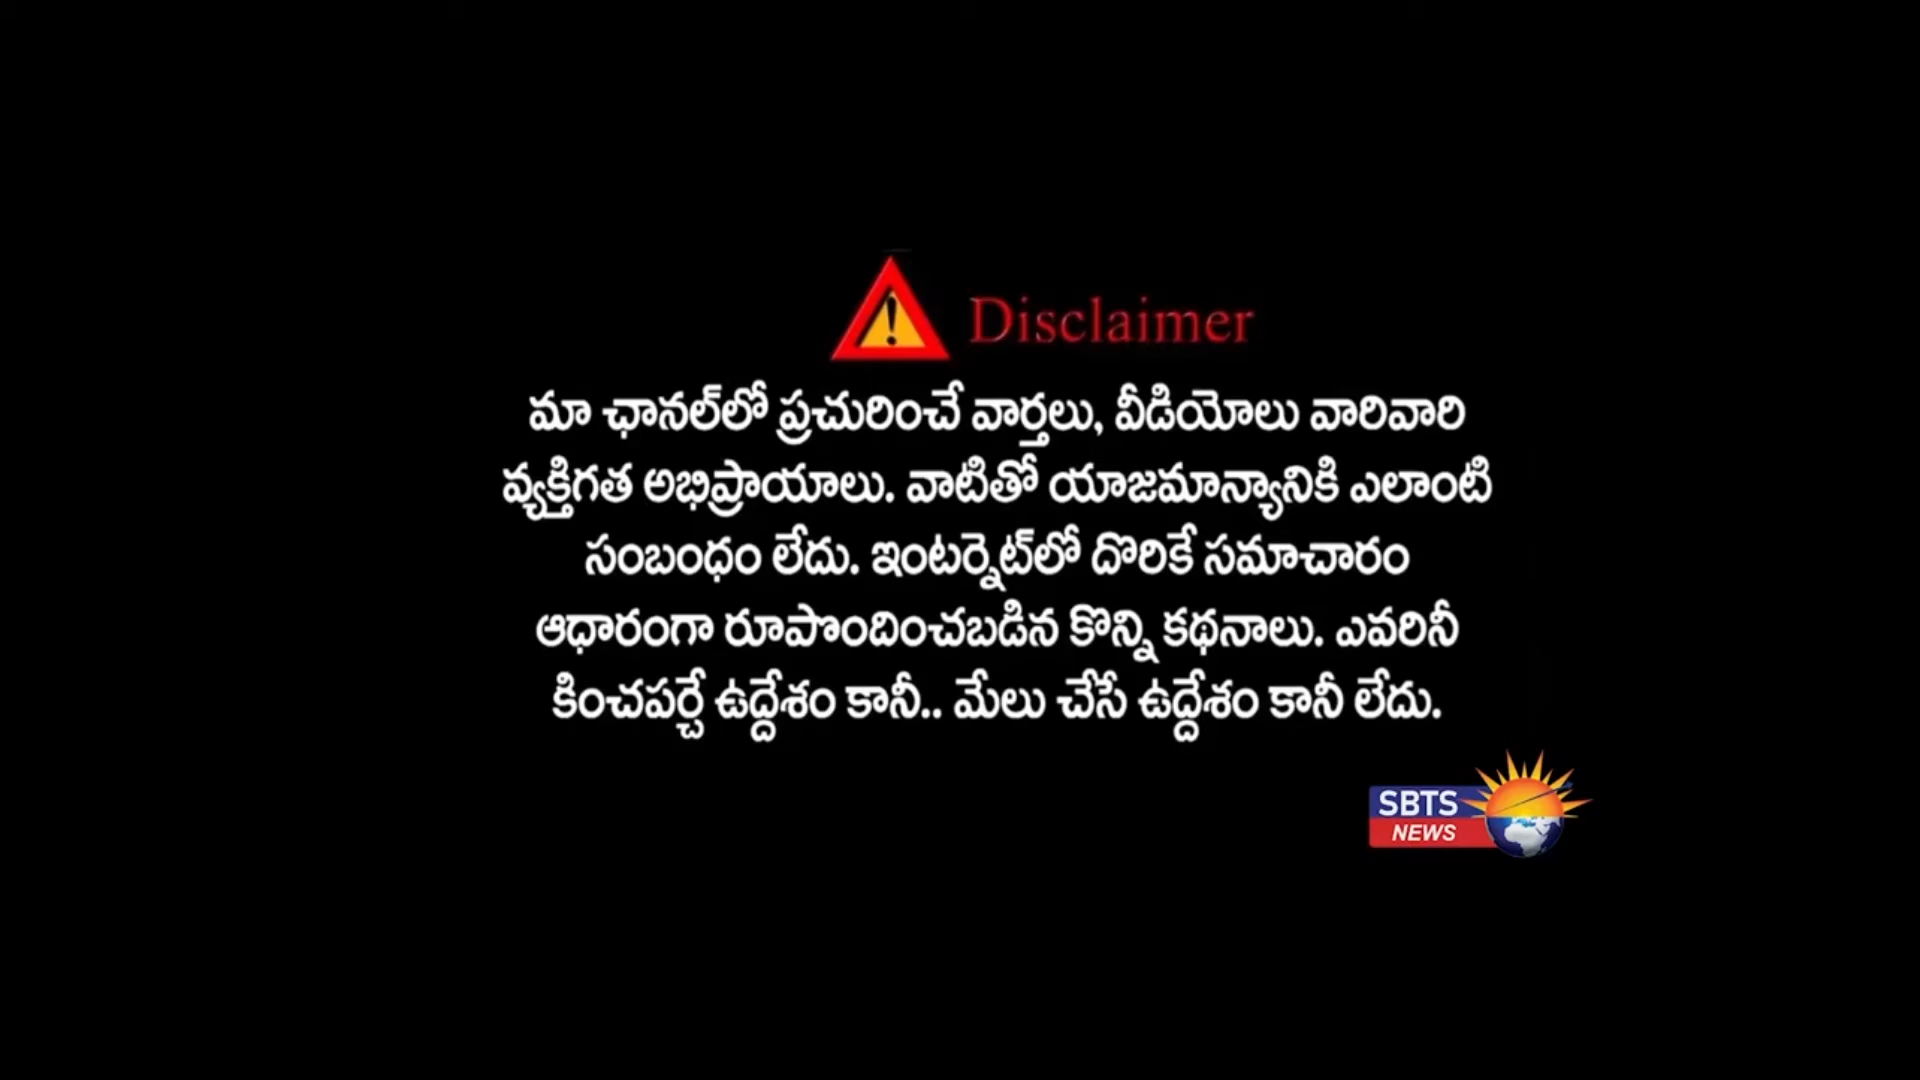 Disclaimer
మా ఛానల్‌లో ప్రచురించే వార్తలు, వీడియోలు వారివారి
వ్యక్తిగత అభిప్రాయాలు. వాటితో యాజమాన్యానికి ఎలాంటి
సంబంధం లేదు. ఇంటర్నెట్‌లో దొరికే సమాచారం
ఆధారంగా రూపొందించబడిన కొన్ని కథనాలు. ఎవరినీ
కించపర్చే ఉద్దేశం కానీ.. మేలు చేసే ఉద్దేశం కానీ లేదు.
SBTS
NEWS